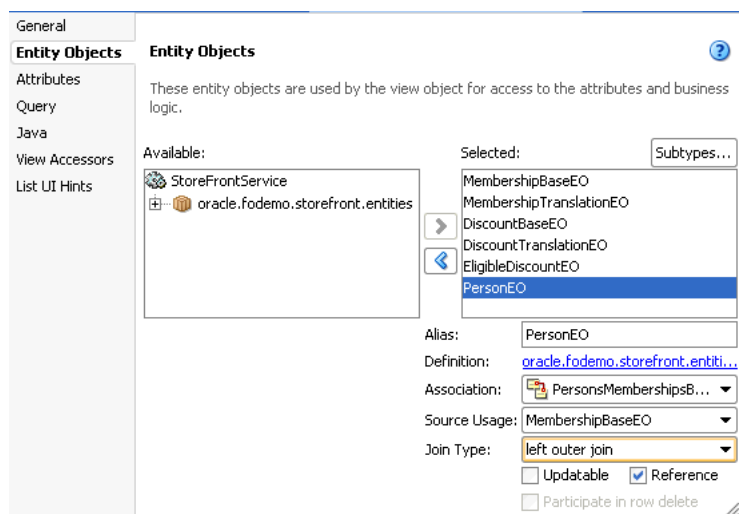 General
Entity Objects
Attributes
Query
Java
View Accessors
List UI Hints
Entity Objects
?
These entity objects are used by the view object for access to the attributes and business
logic.
Available:
StoreFrontService
oracle.fodemo.storefront.entities
Selected:
Subtypes...
MembershipBaseEO
MembershipTranslationEO
DiscountBaseEO
DiscountTranslationEO
EligibleDiscountEO
PersonEO
Alias: PersonEO
Definition: oracle.fodemo.storefront.entiti...
Association: PersonsMembershipsB...
Source Usage: MembershipBaseEO
Join Type: left outer join
Updatable Reference
Participate in row delete